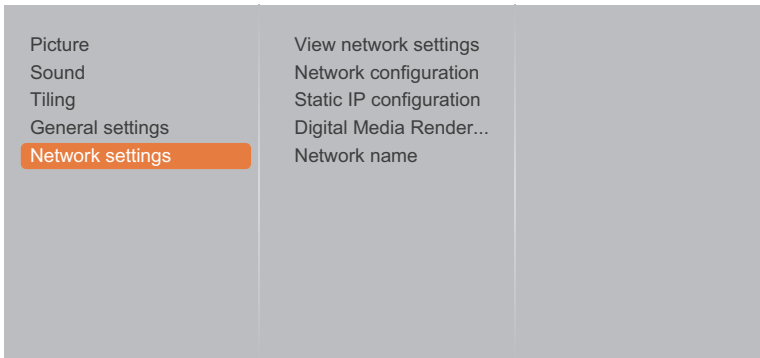 Picture
Sound
Tiling
General settings
Network settings
View network settings
Network configuration
Static IP configuration
Digital Media Render...
Network name